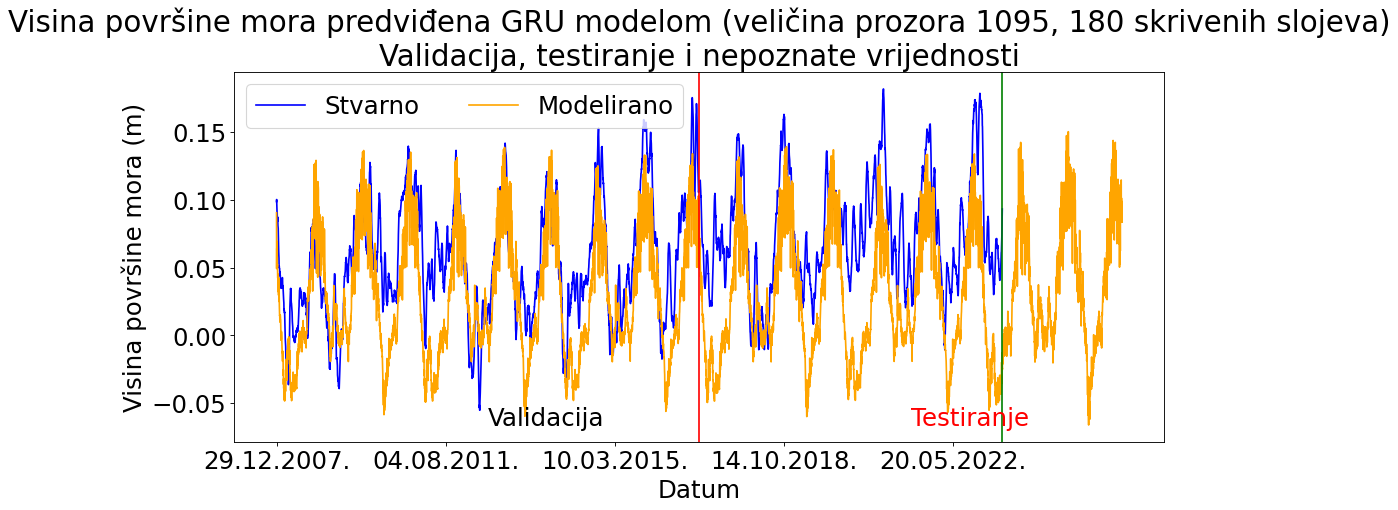 Visina površine mora predviđena GRU modelom (veličina prozora 1095, 180 skrivenih slojeva)
Validacija, testiranje i nepoznate vrijednosti
Stvarno
Modelirano
Visina površine mora (m)
0.15
0.10
0.05
0.00
−0.05
Validacija
Testiranje
29.12.2007.
04.08.2011.
10.03.2015.
14.10.2018.
20.05.2022.
Datum